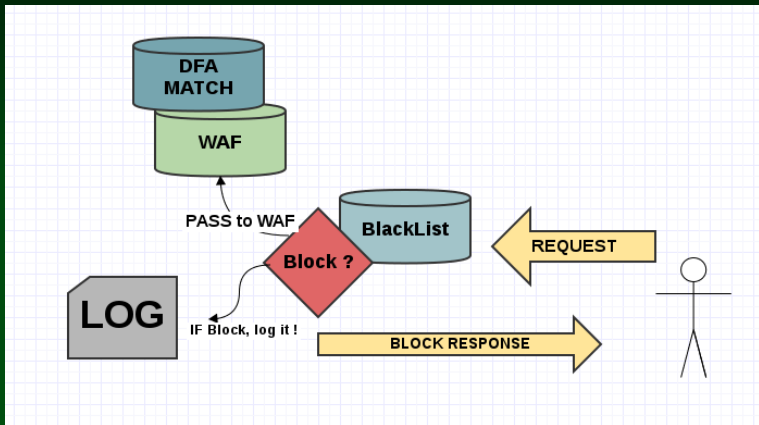 DFA
MATCH
WAF
PASS to WAF
BlackList
REQUEST
Block ?
LOG
IF Block, log it !
BLOCK RESPONSE